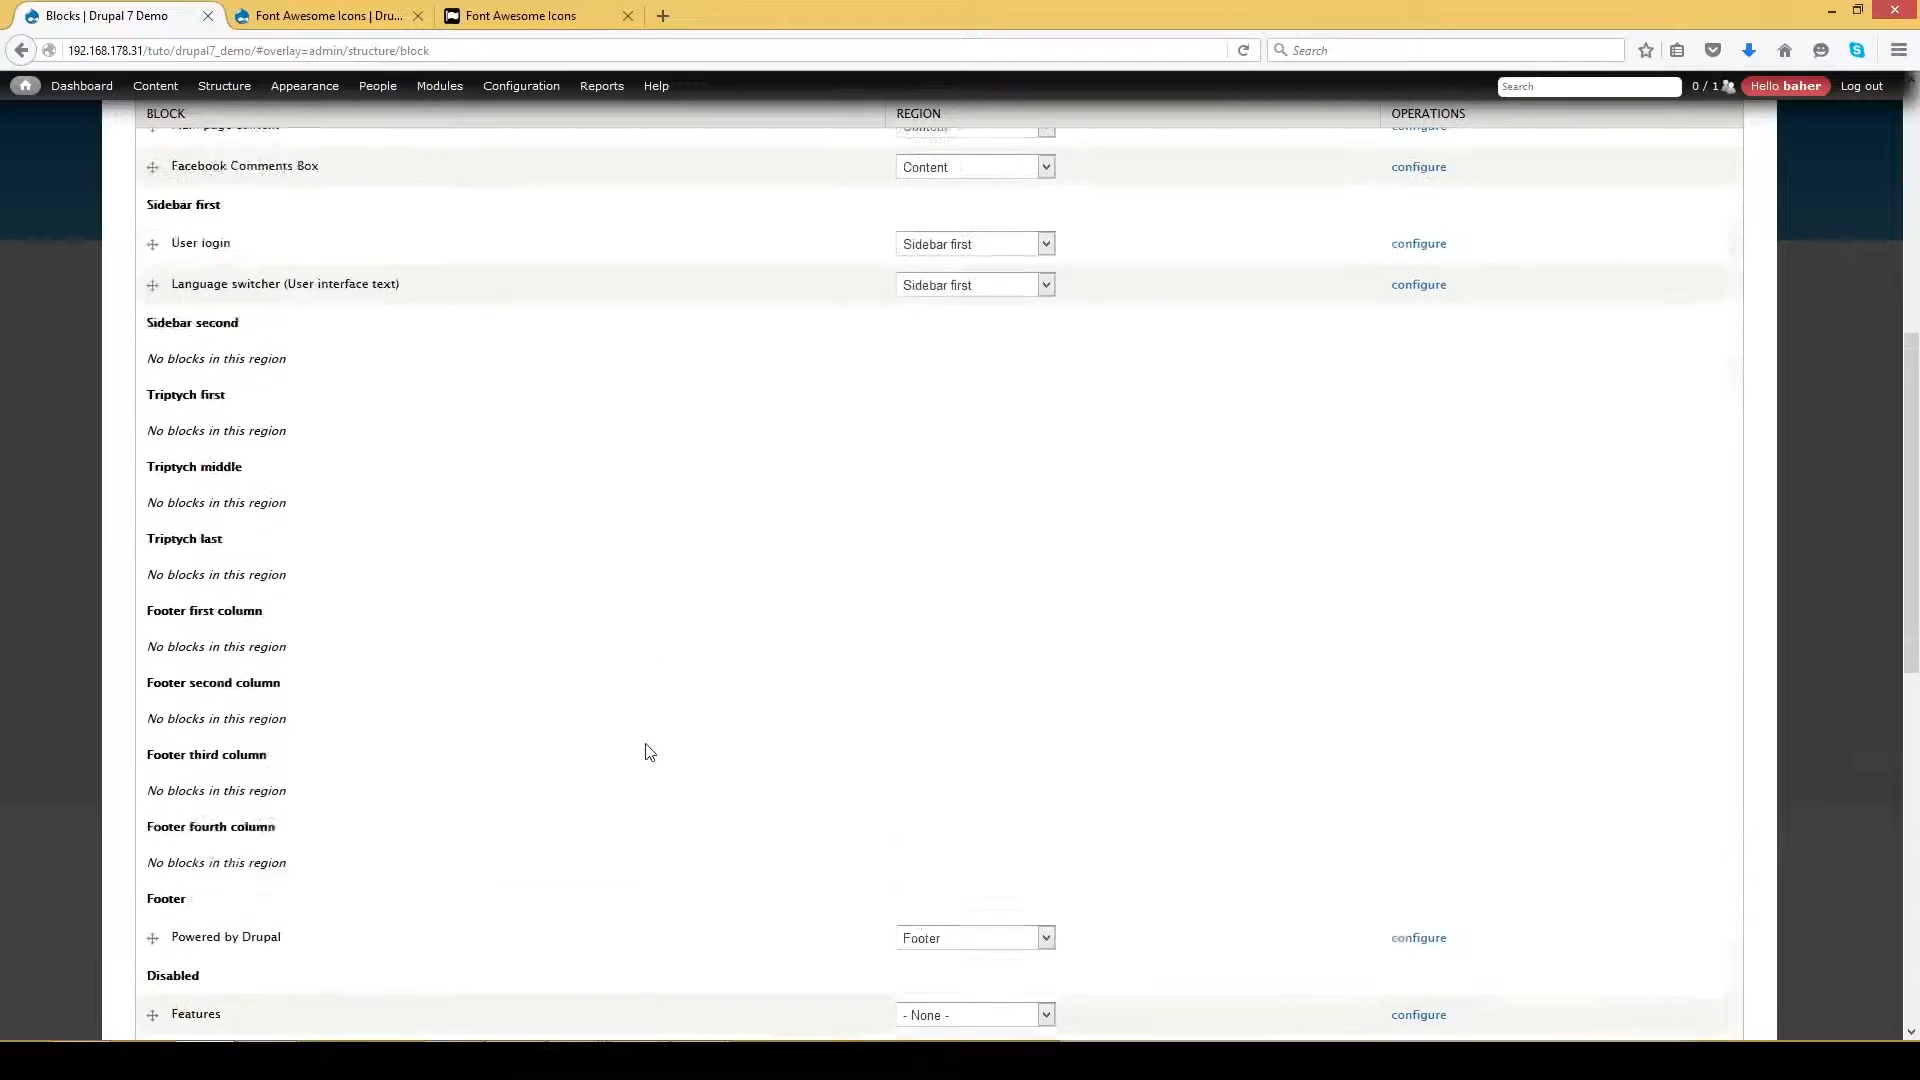 Blocks | Drupal 7 Demo
Font Awesome Icons | Dru...
Font Awesome Icons
192.168.178.31/tuto/drupal7_demo/#overlay=admin/structure/block
Search
Dashboard Content Structure Appearance People Modules Configuration Reports Help
Search
0 / 1
Hello baher
Log out
BLOCK REGION OPERATIONS
Main page content Content configure
Facebook Comments Box Content configure
Sidebar first
User login Sidebar first configure
Language switcher (User interface text) Sidebar first configure
Sidebar second
No blocks in this region
Triptych first
No blocks in this region
Triptych middle
No blocks in this region
Triptych last
No blocks in this region
Footer first column
No blocks in this region
Footer second column
No blocks in this region
Footer third column
No blocks in this region
Footer fourth column
No blocks in this region
Footer
Powered by Drupal Footer configure
Disabled
Features - None - configure